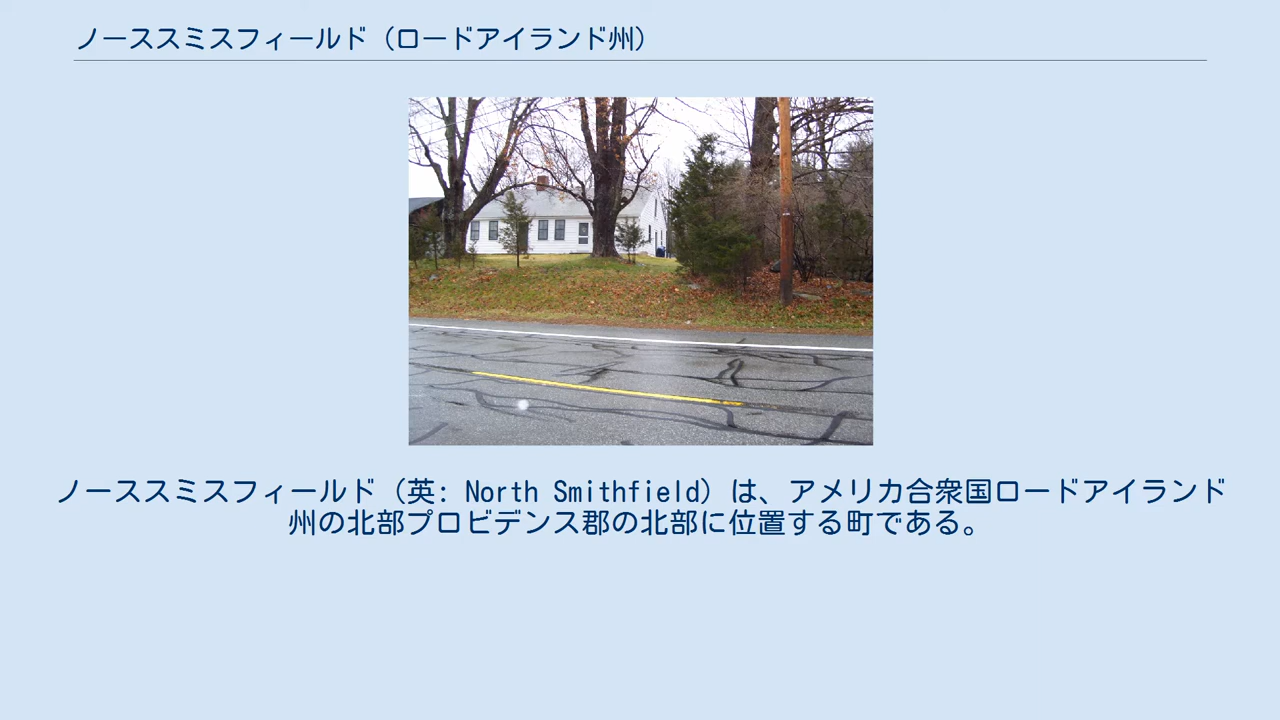 ノーススミスフィールド（ロードアイランド州）
ノーススミスフィールド（英: North Smithfield）は、アメリカ合衆国ロードアイランド
州の北部プロビデンス郡の北部に位置する町である。